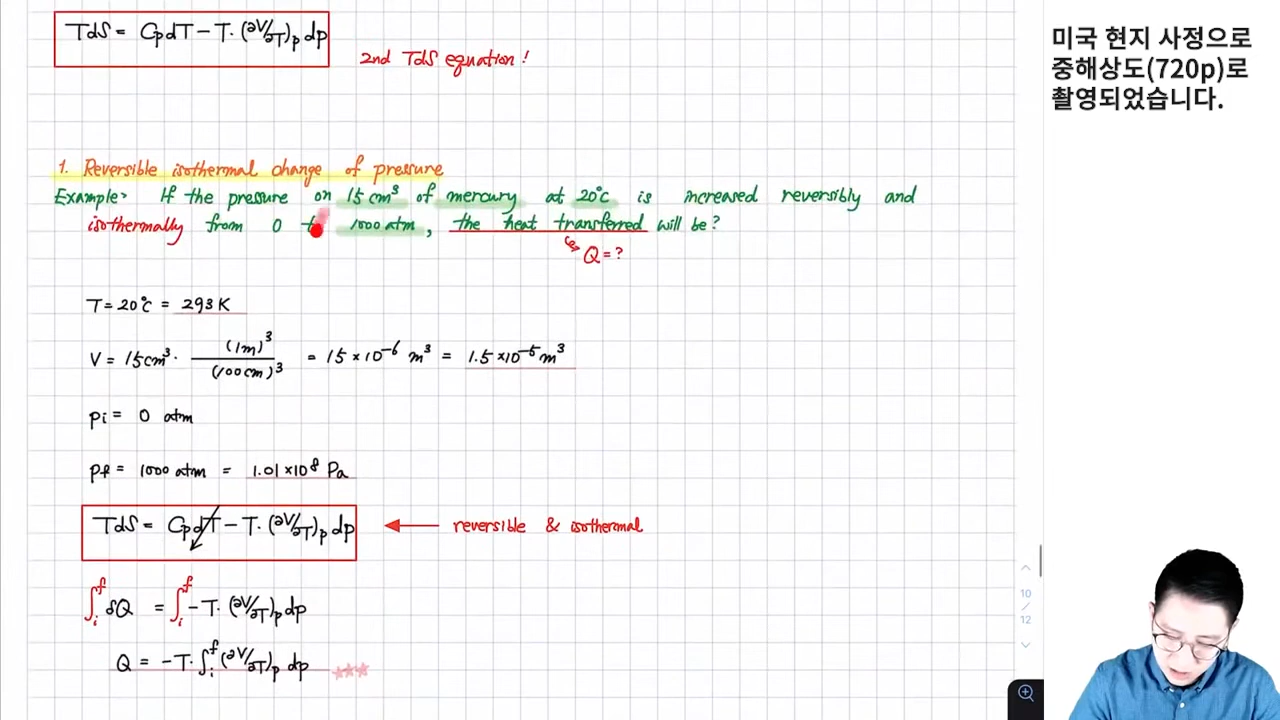 TdS = CpdT - T·(∂V/∂T)p dp
2nd TdS equation!
미국 현지 사정으로
중해상도(720p)로
촬영되었습니다.
1. Reversible isothermal change of pressure
Example> If the pressure on 15 cm³ of mercury at 20°C is increased reversibly and
isothermally from 0 to 1000 atm, the heat transferred will be?
Q = ?
T = 20°C = 293 K
V = 15cm³ · (1m)³/(100cm)³ = 15 × 10⁻⁶ m³ = 1.5 × 10⁻⁵ m³
pi = 0 atm
pf = 1000 atm = 1.01 × 10⁸ Pa
TdS = CpdT - T·(∂V/∂T)p dp ← reversible & isothermal
∫ᵢᶠ δQ = ∫ᵢᶠ - T·(∂V/∂T)p dp
Q = -T·∫ᵢᶠ (∂V/∂T)p dp
10
/
12